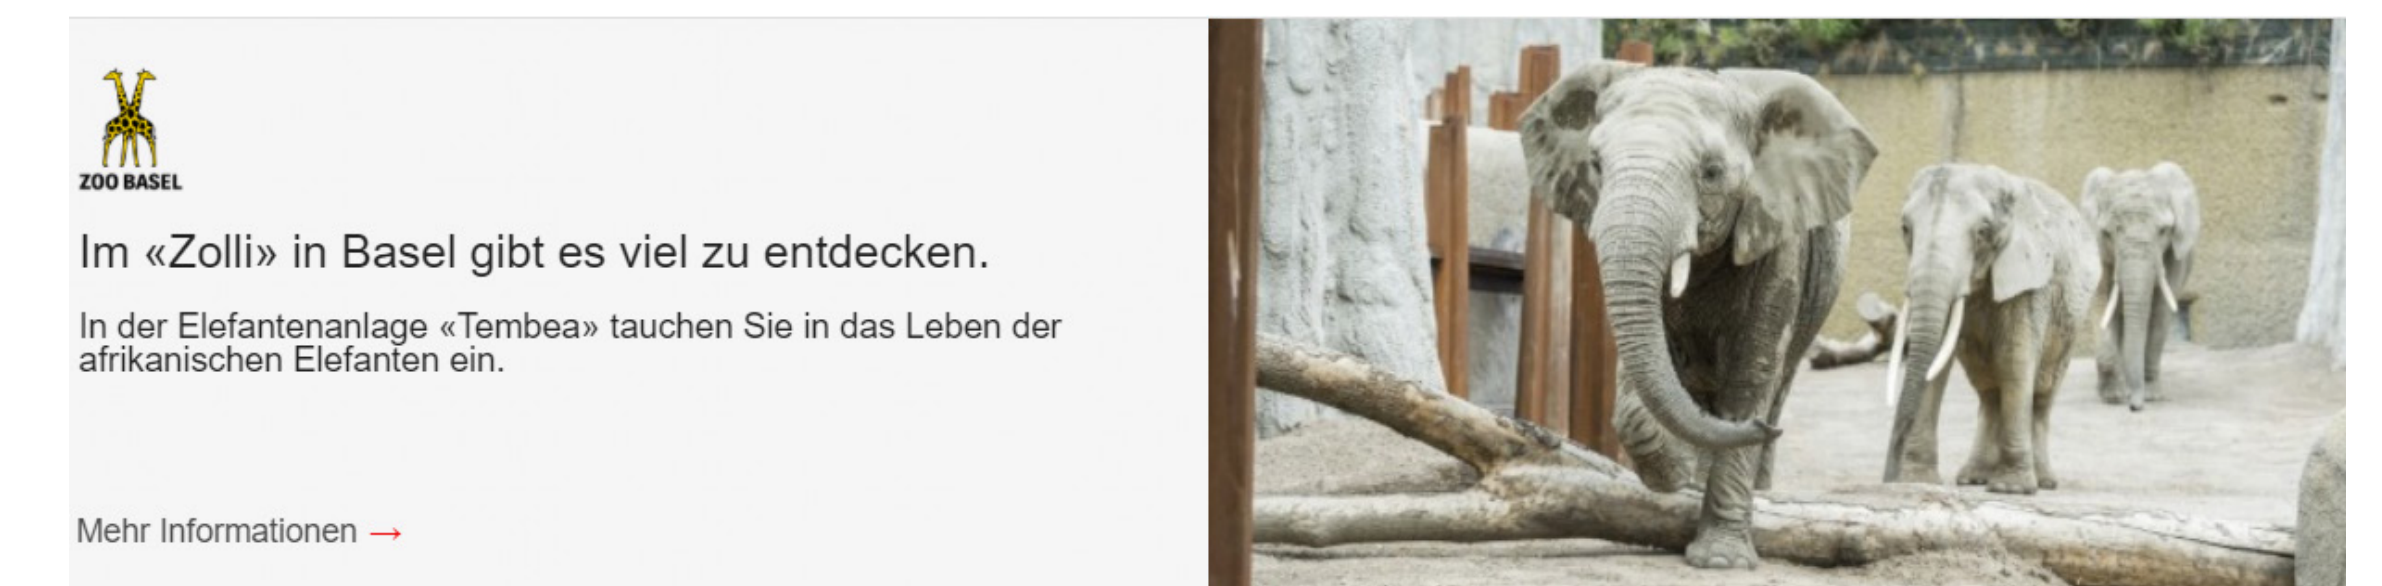 ZOO BASEL
Im «Zolli» in Basel gibt es viel zu entdecken.
In der Elefantenanlage «Tembea» tauchen Sie in das Leben der
afrikanischen Elefanten ein.
Mehr Informationen →